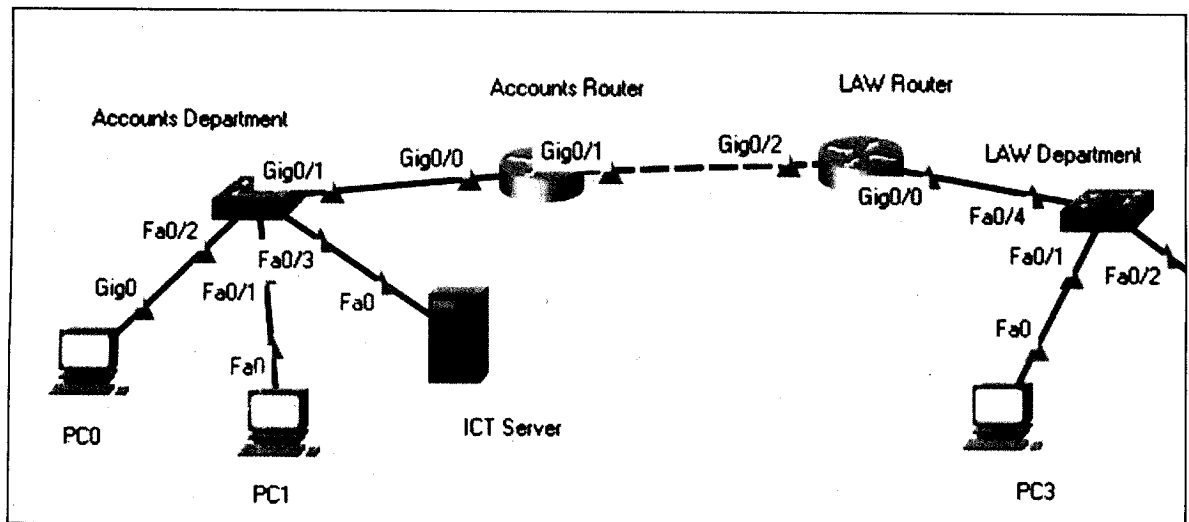 Accounts Department
Accounts Router
LAW Router
LAW Department
Gig0/1
Gig0/0
Gig0/1
Gig0/2
Gig0/0
Fa0/4
Fa0/2
Fa0/3
Fa0/1
Fa0/1
Fa0/2
Gig0
Fa0
Fa0
Fa0
PC0
PC1
ICT Server
PC3